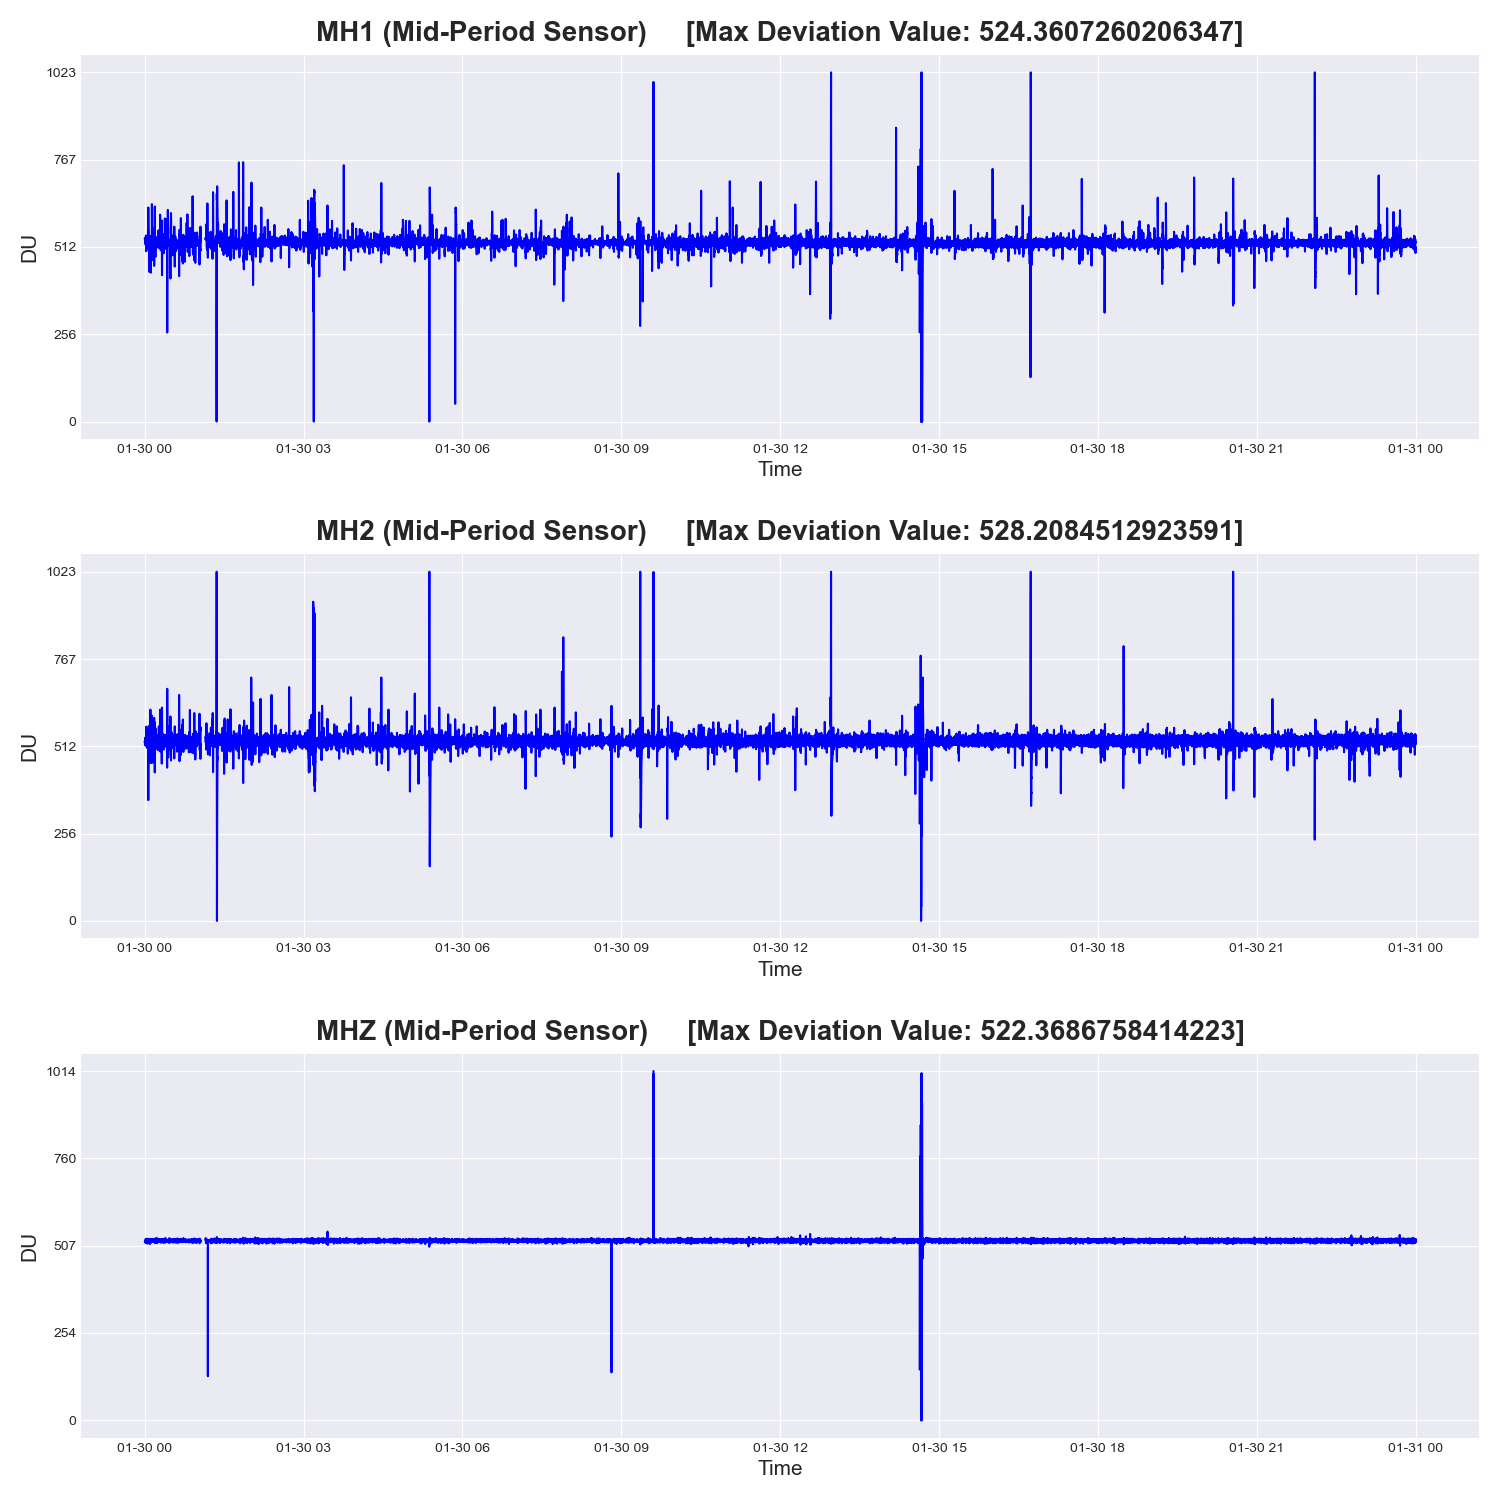 MH1 (Mid-Period Sensor) [Max Deviation Value: 524.3607260206347]
1023
767
512
256
0
DU
01-30 00 01-30 03 01-30 06 01-30 09 01-30 12 01-30 15 01-30 18 01-30 21 01-31 00
Time
MH2 (Mid-Period Sensor) [Max Deviation Value: 528.2084512923591]
1023
767
512
256
0
DU
01-30 00 01-30 03 01-30 06 01-30 09 01-30 12 01-30 15 01-30 18 01-30 21 01-31 00
Time
MHZ (Mid-Period Sensor) [Max Deviation Value: 522.3686758414223]
1014
760
507
254
0
DU
01-30 00 01-30 03 01-30 06 01-30 09 01-30 12 01-30 15 01-30 18 01-30 21 01-31 00
Time